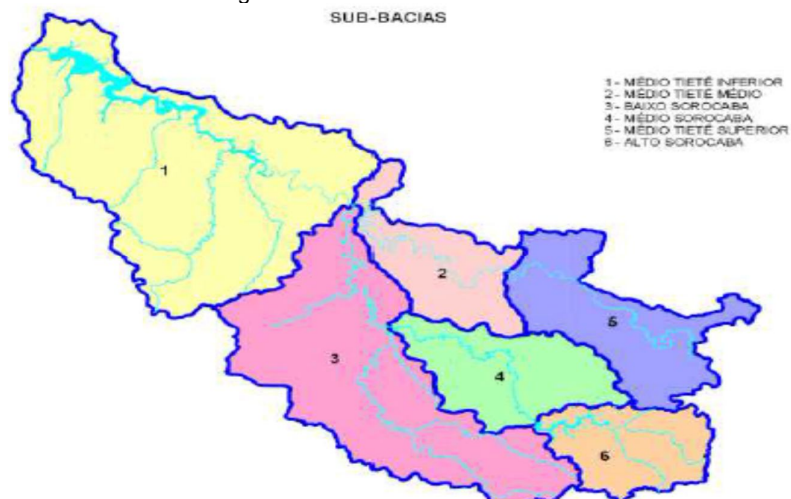 SUB-BACIAS
1- MÉDIO TIETÊ INFERIOR
2- MÉDIO TIETÊ MÉDIO
3- BAIXO SOROCABA
4- MÉDIO SOROCABA
5- MÉDIO TIETÊ SUPERIOR
6- ALTO SOROCABA
1
2
5
3
4
6